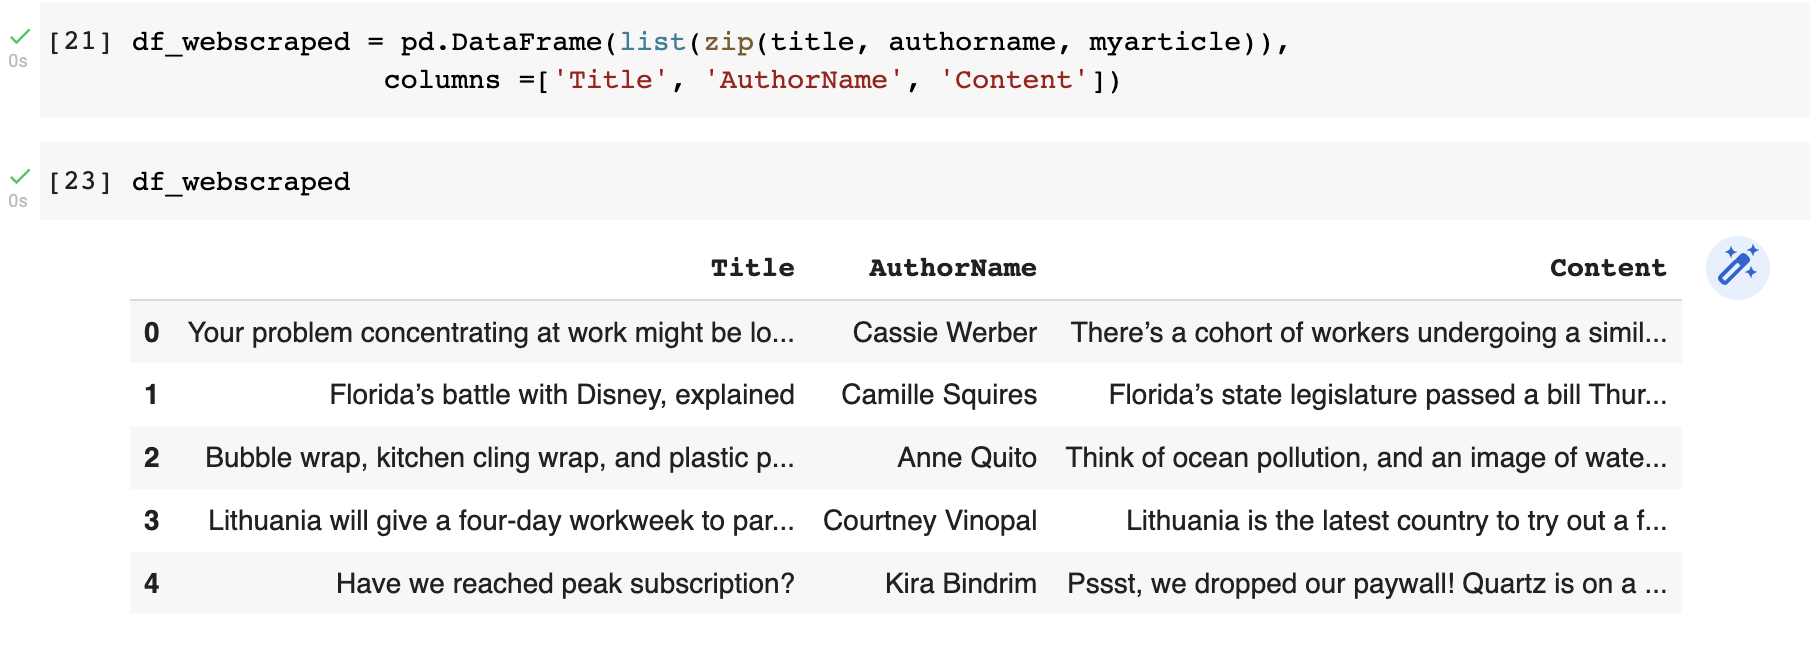 [21] df_webscraped = pd.DataFrame(list(zip(title, authorname, myarticle)),
0s
columns =['Title', 'AuthorName', 'Content'])
[23] df_webscraped
0s
Title AuthorName Content
0 Your problem concentrating at work might be lo... Cassie Werber There’s a cohort of workers undergoing a simil...
1 Florida’s battle with Disney, explained Camille Squires Florida’s state legislature passed a bill Thur...
2 Bubble wrap, kitchen cling wrap, and plastic p... Anne Quito Think of ocean pollution, and an image of wate...
3 Lithuania will give a four-day workweek to par... Courtney Vinopal Lithuania is the latest country to try out a f...
4 Have we reached peak subscription? Kira Bindrim Pssst, we dropped our paywall! Quartz is on a ...